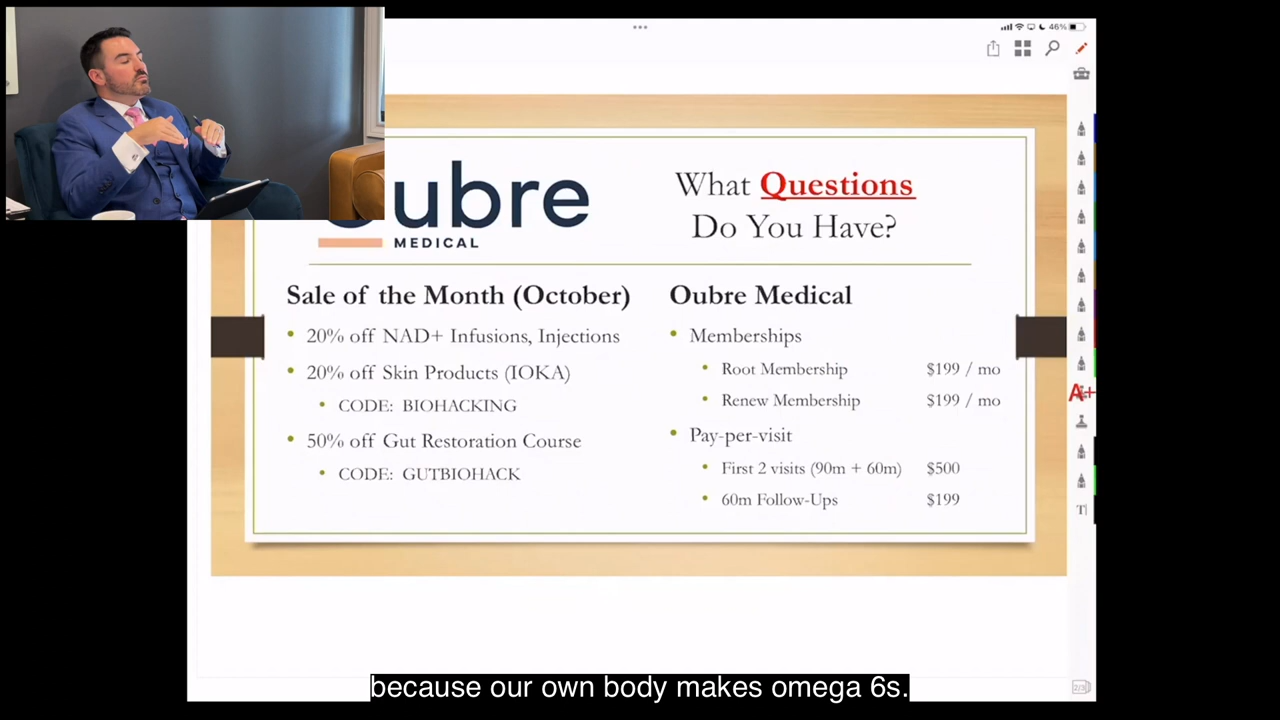 46%
Oubre
MEDICAL
What Questions
Do You Have?
Sale of the Month (October)
• 20% off NAD+ Infusions, Injections
• 20% off Skin Products (IOKA)
• CODE: BIOHACKING
• 50% off Gut Restoration Course
• CODE: GUTBIOHACK
Oubre Medical
• Memberships
• Root Membership $199 / mo
• Renew Membership $199 / mo
• Pay-per-visit
• First 2 visits (90m + 60m) $500
• 60m Follow-Ups $199
A+
T
because our own body makes omega 6s.